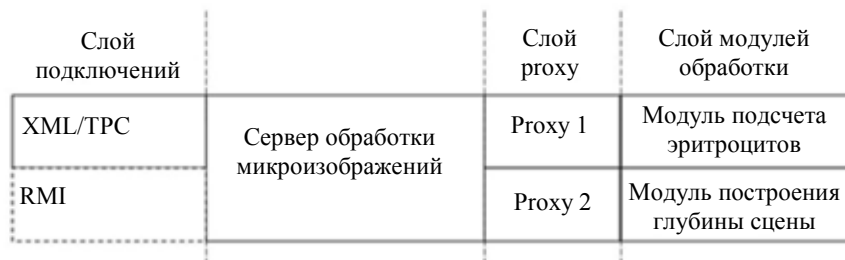 Слой
подключений
Слой
proxy
Слой модулей
обработки
XML/TPC
Сервер обработки
микроизображений
Proxy 1
Модуль подсчета
эритроцитов
RMI
Proxy 2
Модуль построения
глубины сцены